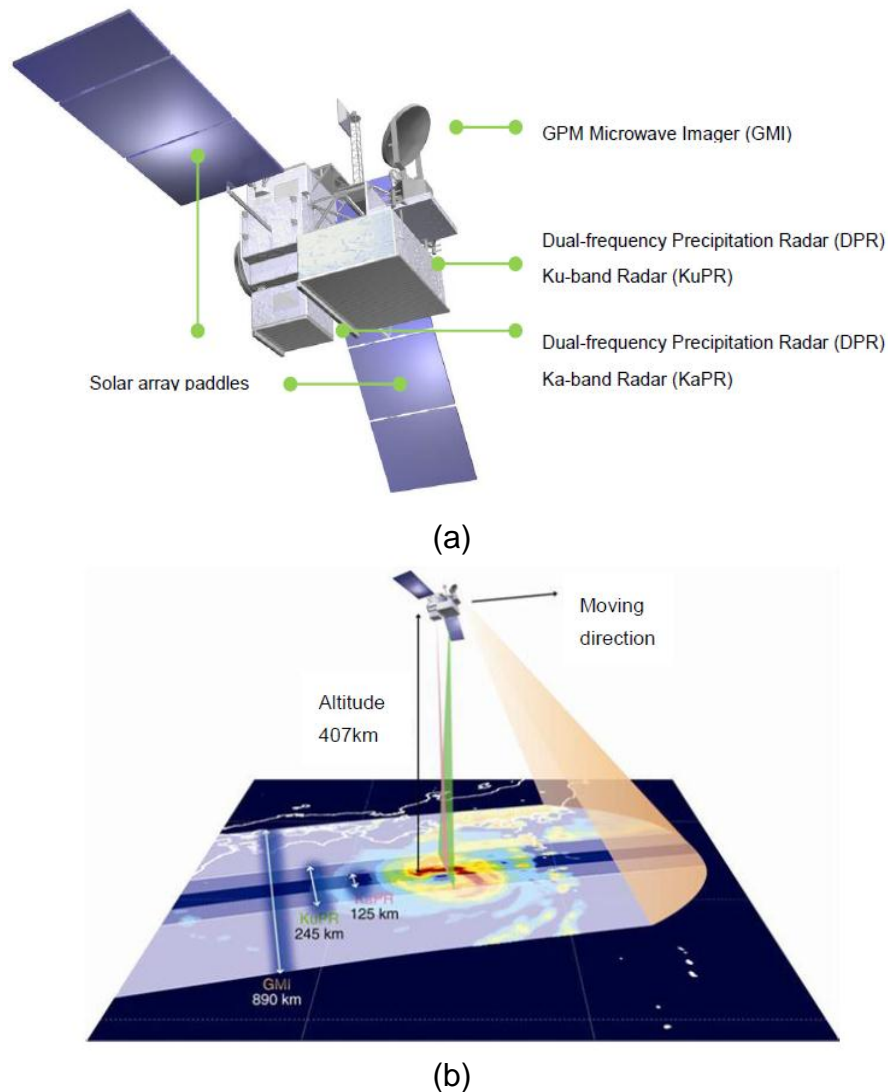 GPM Microwave Imager (GMI)
Dual-frequency Precipitation Radar (DPR)
Ku-band Radar (KuPR)
Dual-frequency Precipitation Radar (DPR)
Ka-band Radar (KaPR)
Solar array paddles
(a)
Moving
direction
Altitude
407km
KaPR
125 km
KuPR
245 km
GMI
890 km
(b)